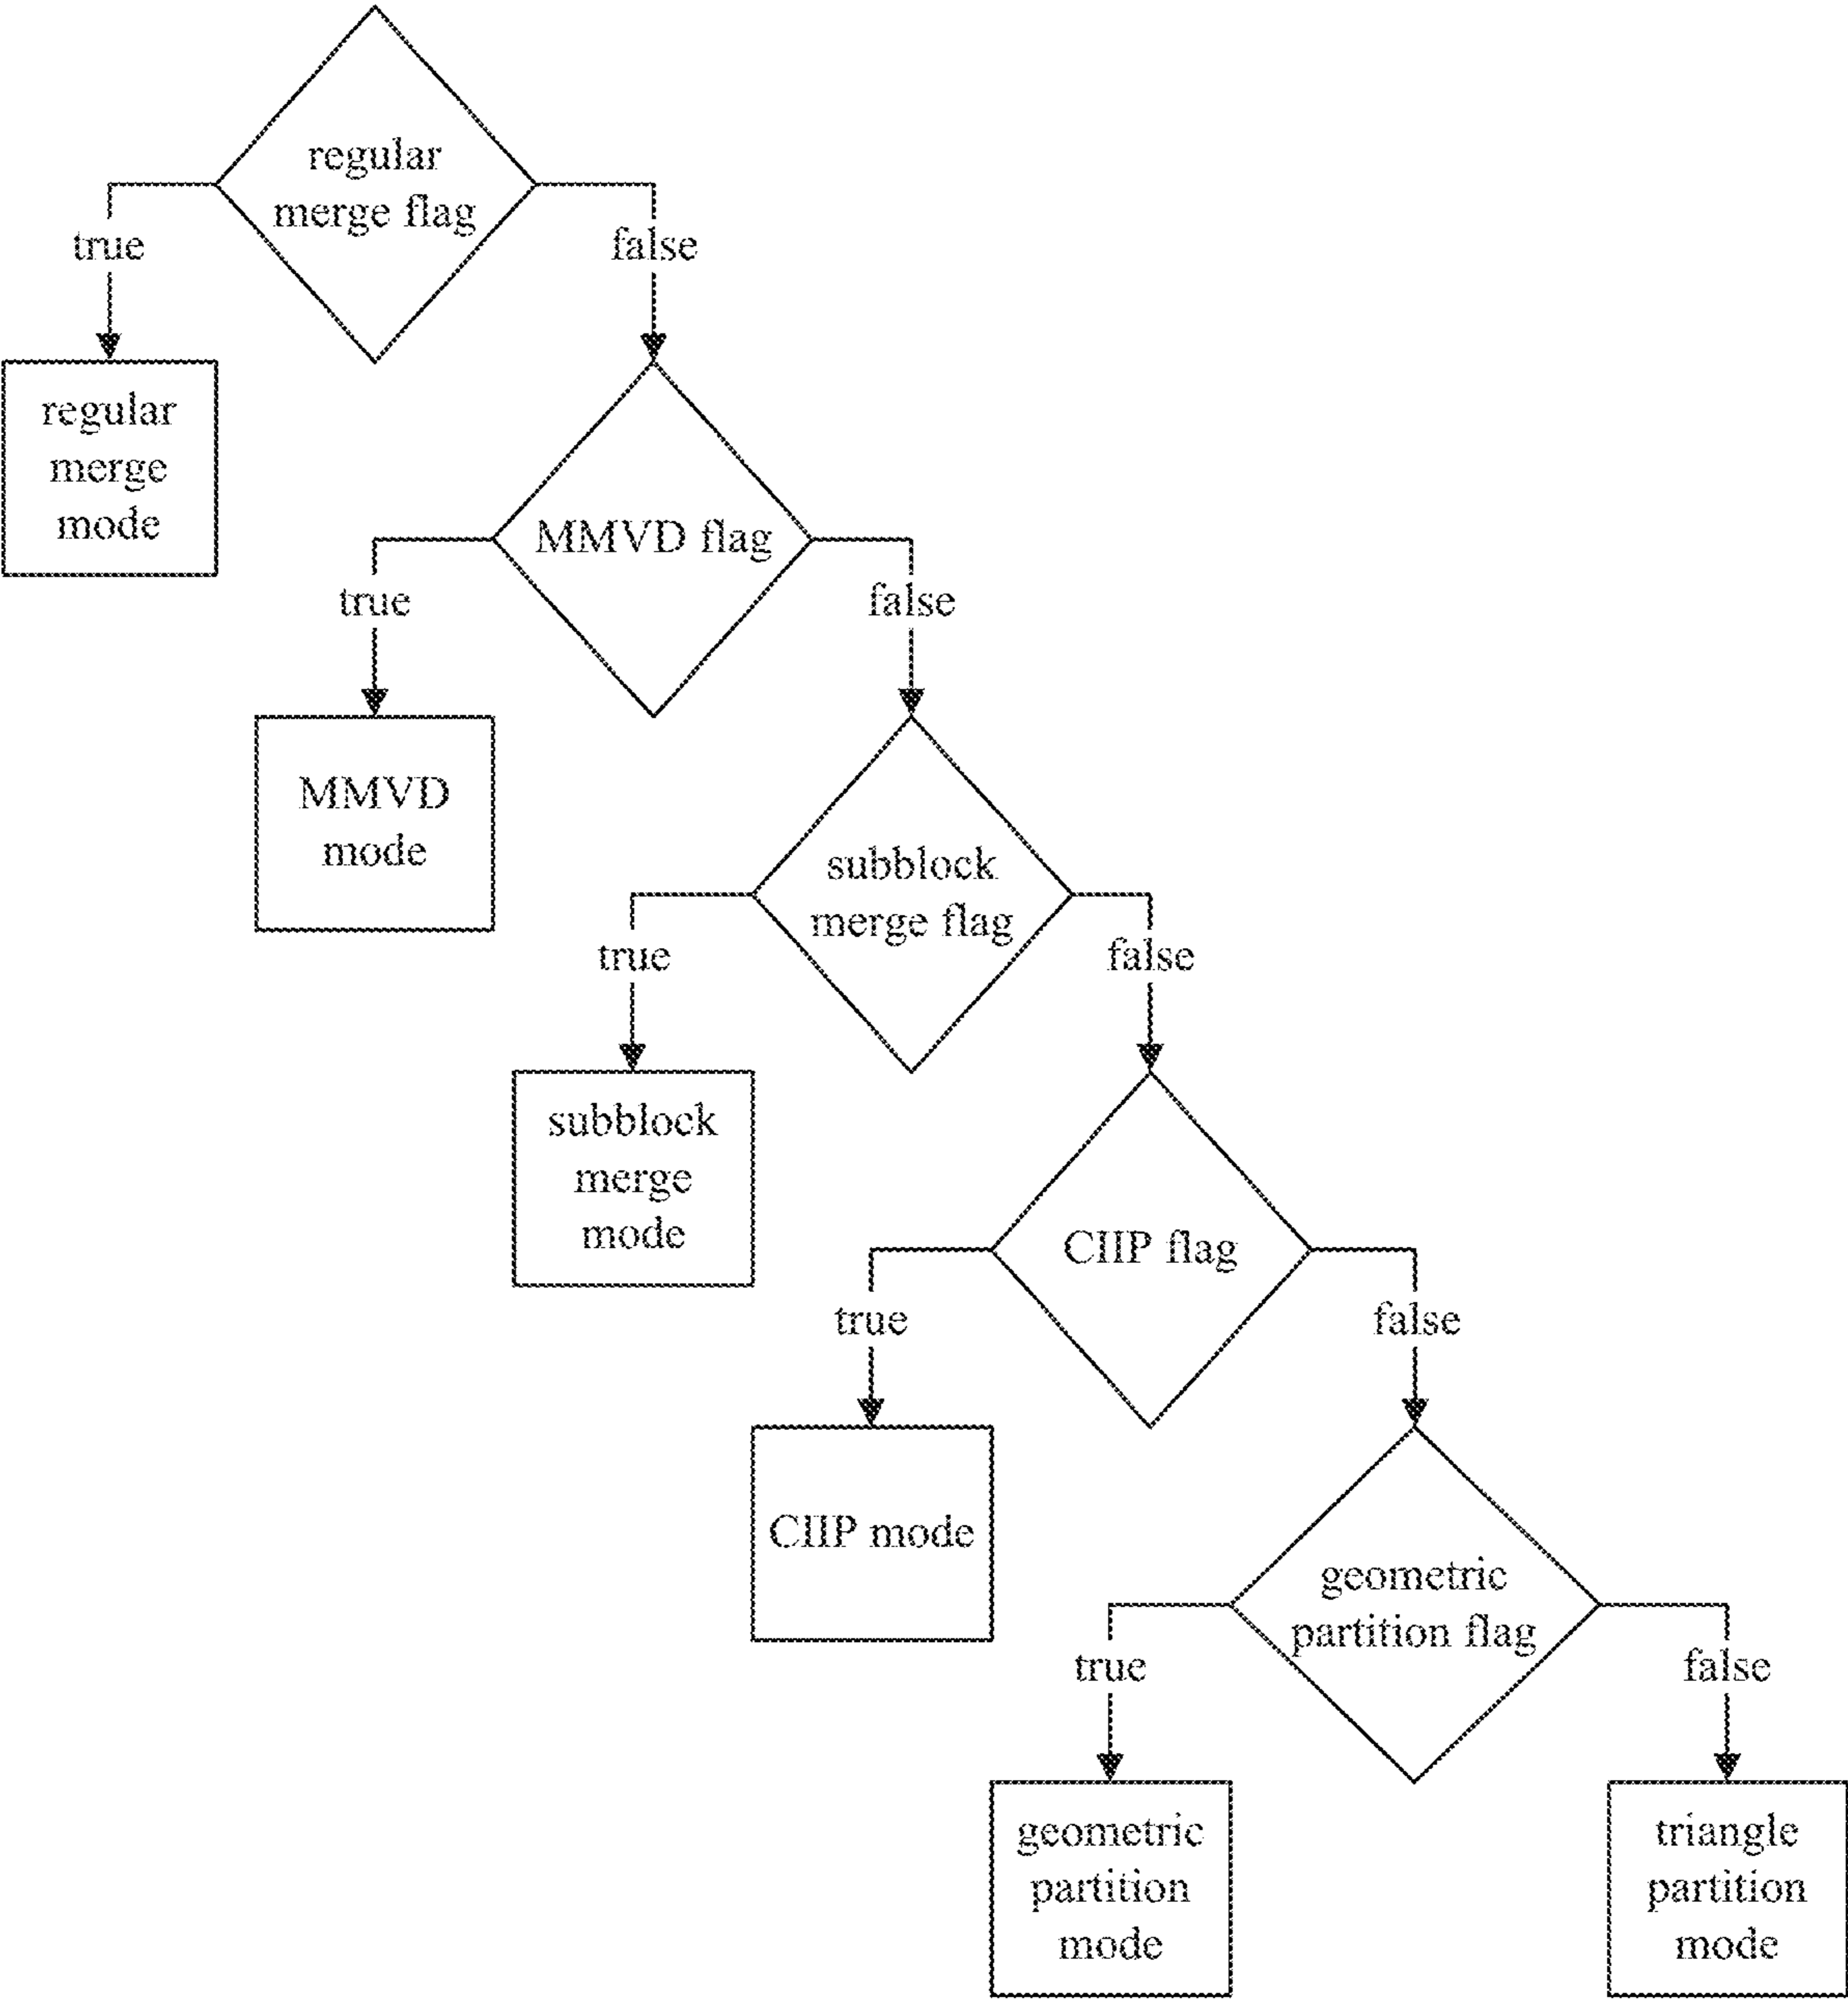 regular
merge flag
true
false
regular
merge
mode
MMVD flag
true
false
MMVD
mode
subblock
merge flag
true
false
subblock
merge
mode
CIIP flag
true
false
CIIP mode
geometric
partition flag
true
false
geometric
partition
mode
triangle
partition
mode